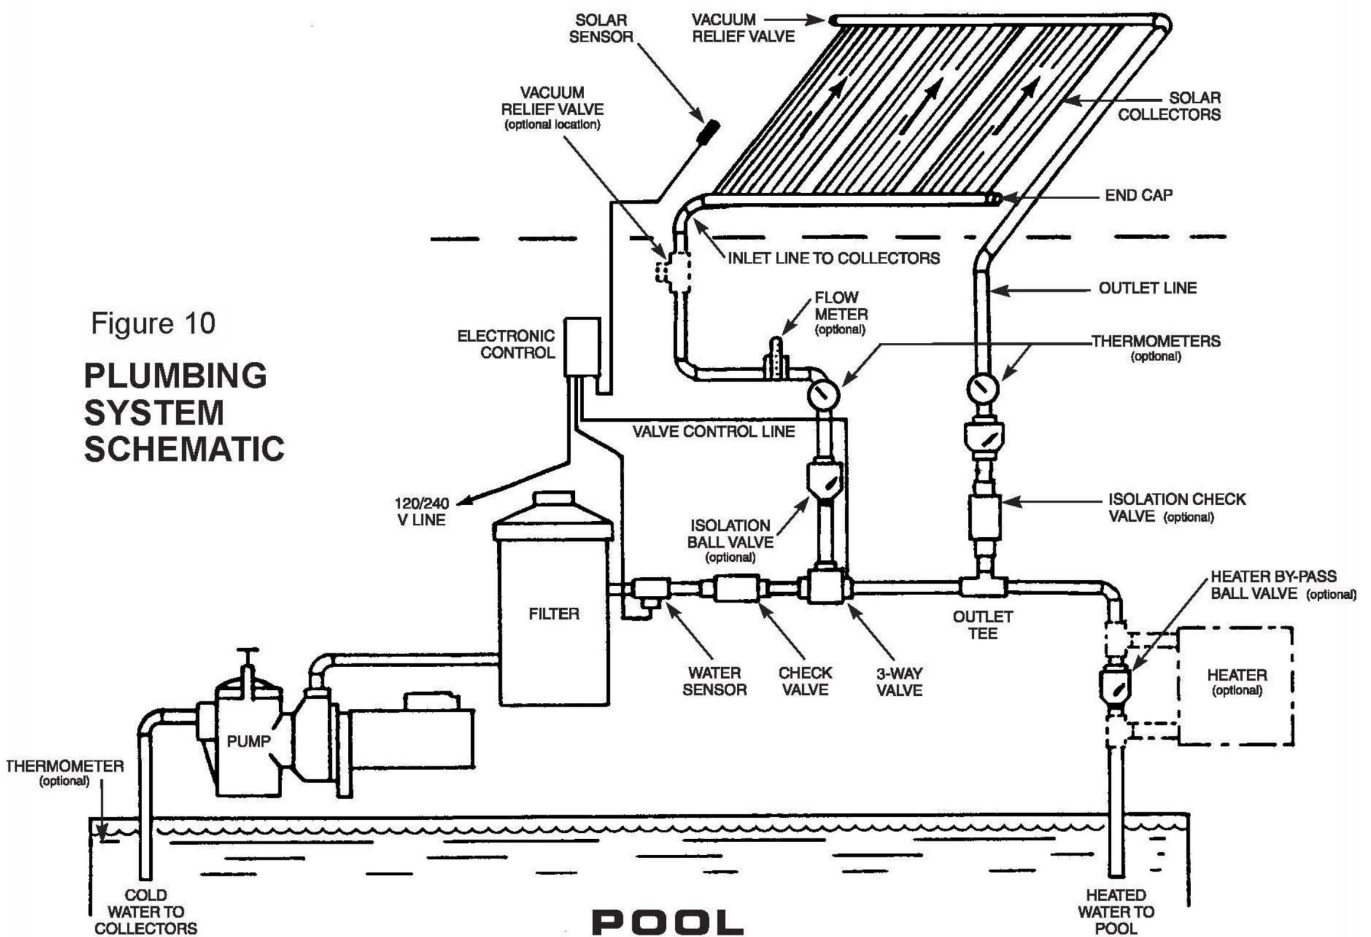 SOLAR
SENSOR
VACUUM
RELIEF VALVE
VACUUM
RELIEF VALVE
(optional location)
SOLAR
COLLECTORS
END CAP
INLET LINE TO COLLECTORS
OUTLET LINE
Figure 10
PLUMBING
SYSTEM
SCHEMATIC
ELECTRONIC
CONTROL
FLOW
METER
(optional)
THERMOMETERS
(optional)
VALVE CONTROL LINE
120/240
V LINE
ISOLATION
BALL VALVE
(optional)
ISOLATION CHECK
VALVE (optional)
HEATER BY-PASS
BALL VALVE (optional)
FILTER
OUTLET
TEE
WATER
SENSOR
CHECK
VALVE
3-WAY
VALVE
HEATER
(optional)
PUMP
THERMOMETER
(optional)
COLD
WATER TO
COLLECTORS
POOL
HEATED
WATER TO
POOL